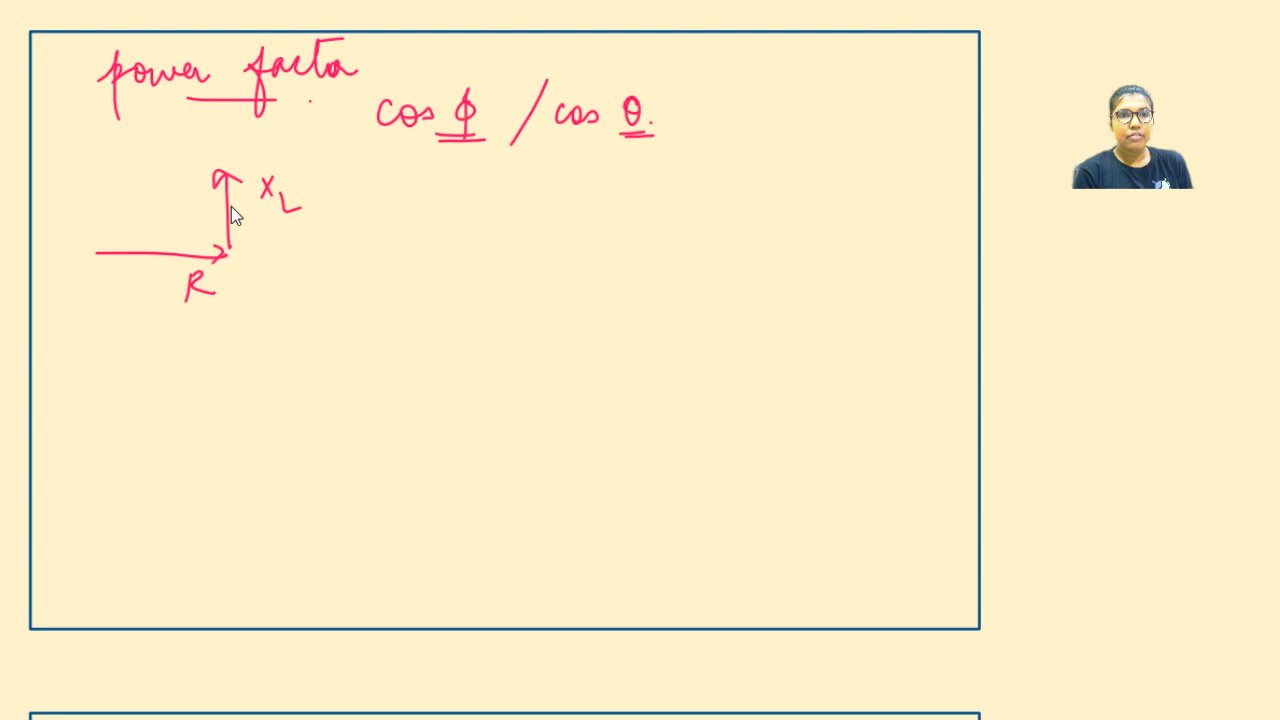 power factor
cos φ / cos θ.
X_L
R